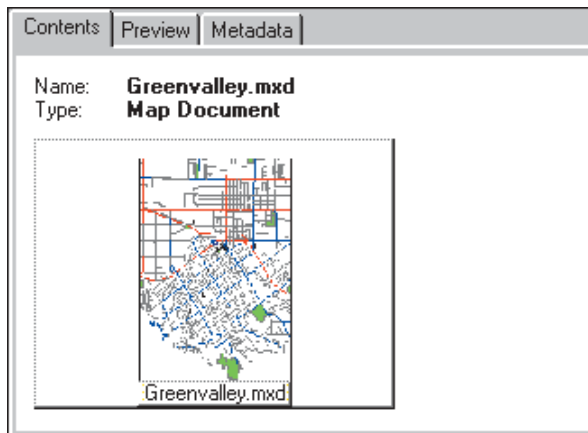 Contents Preview Metadata
Name: Greenvalley.mxd
Type: Map Document
Greenvalley.mxd